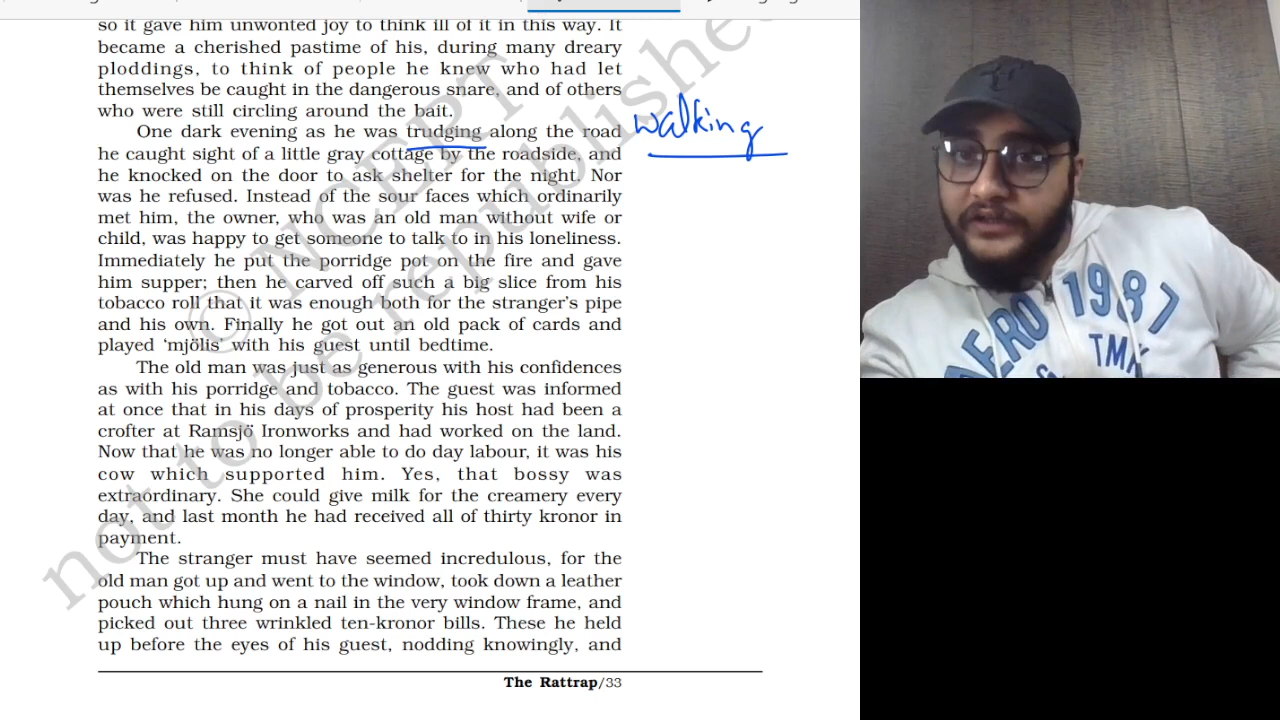 so it gave him unwonted joy to think ill of it in this way. It
became a cherished pastime of his, during many dreary
ploddings, to think of people he knew who had let
themselves be caught in the dangerous snare, and of others
who were still circling around the bait.
One dark evening as he was trudging along the road
walking
he caught sight of a little gray cottage by the roadside, and
he knocked on the door to ask shelter for the night. Nor
was he refused. Instead of the sour faces which ordinarily
met him, the owner, who was an old man without wife or
child, was happy to get someone to talk to in his loneliness.
Immediately he put the porridge pot on the fire and gave
him supper; then he carved off such a big slice from his
tobacco roll that it was enough both for the stranger's pipe
and his own. Finally he got out an old pack of cards and
played ‘mjölis’ with his guest until bedtime.
The old man was just as generous with his confidences
as with his porridge and tobacco. The guest was informed
at once that in his days of prosperity his host had been a
crofter at Ramsjö Ironworks and had worked on the land.
Now that he was no longer able to do day labour, it was his
cow which supported him. Yes, that bossy was
extraordinary. She could give milk for the creamery every
day, and last month he had received all of thirty kronor in
payment.
The stranger must have seemed incredulous, for the
old man got up and went to the window, took down a leather
pouch which hung on a nail in the very window frame, and
picked out three wrinkled ten-kronor bills. These he held
up before the eyes of his guest, nodding knowingly, and
The Rattrap/33
© NCERT
not to be republished
AERO 1987